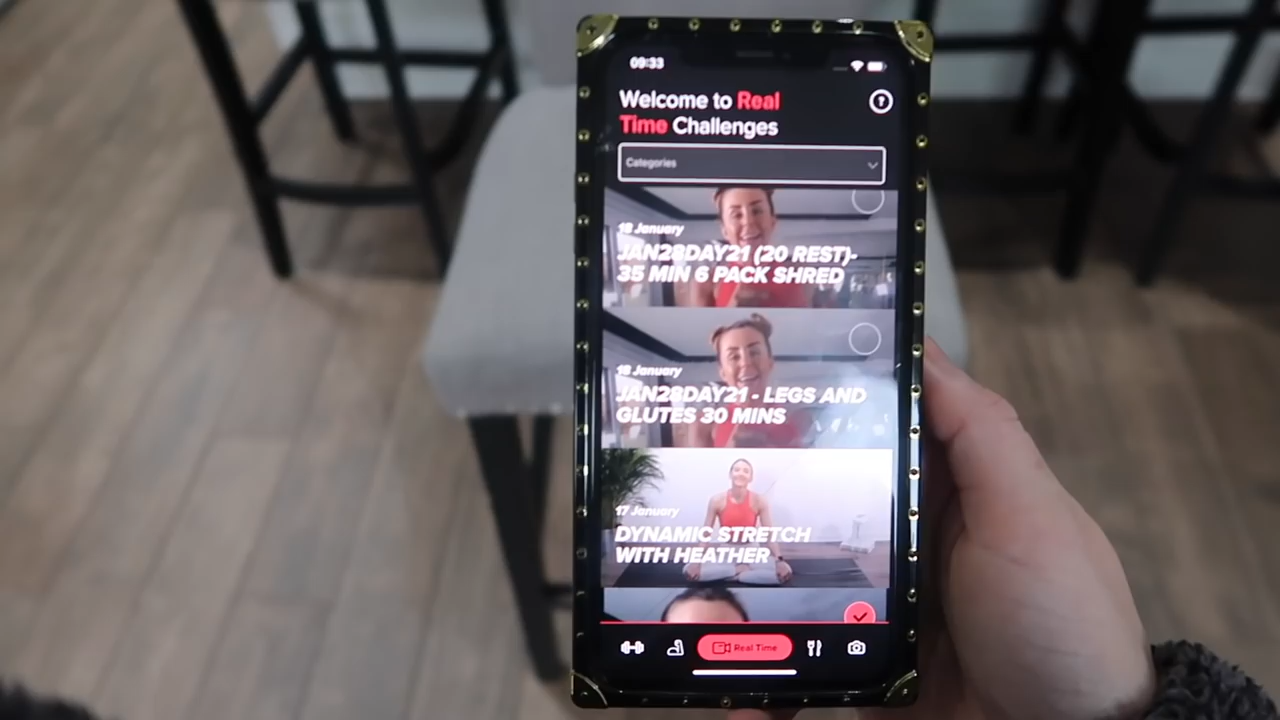 09:33
Welcome to Real
Time Challenges
Categories
18 January
JAN28DAY21 (20 REST)-
35 MIN 6 PACK SHRED
18 January
JAN28DAY21 - LEGS AND
GLUTES 30 MINS
17 January
DYNAMIC STRETCH
WITH HEATHER
Real Time